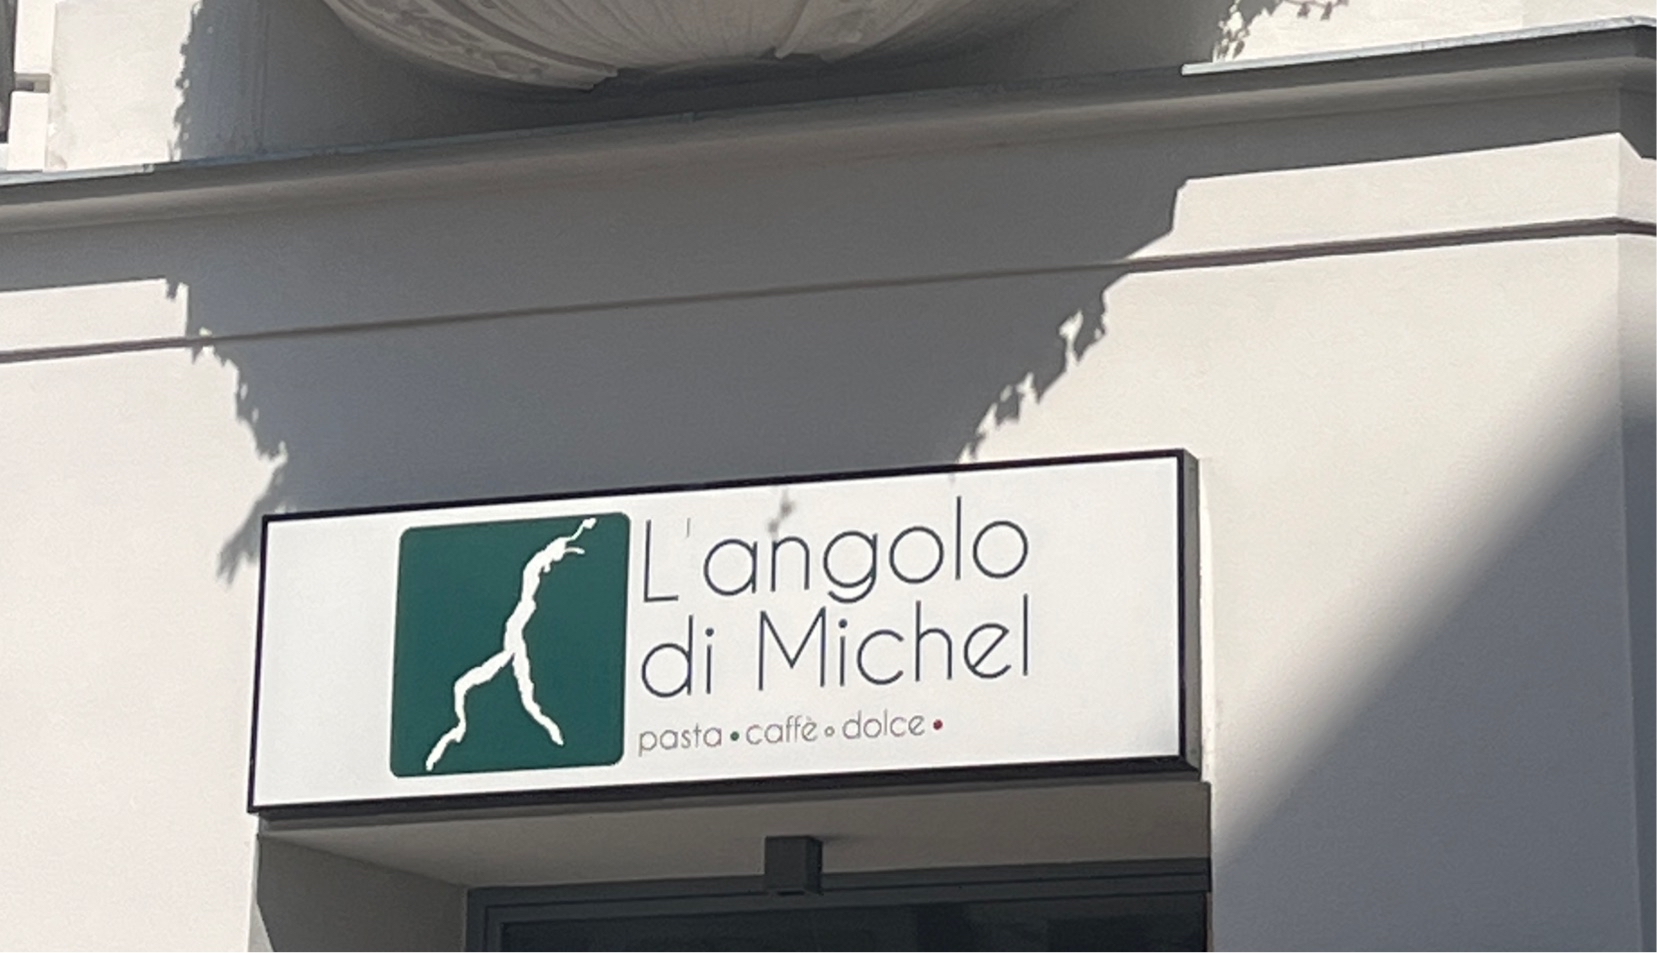 L'angolo
di Michel
pasta • caffè • dolce •